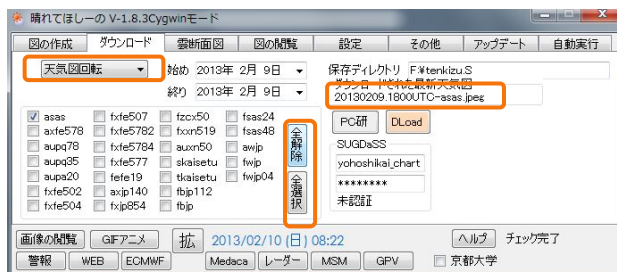 晴れてほしーの V-1.8.3Cygwinモード
図の作成 ダウンロード 雲断面図 図の閲覧 設定 その他 アップデート 自動実行
天気図回転 始め 2013年 2月 9日 保存ディレクトリ F:¥tenkizu.S
終り 2013年 2月 9日 ダウンロードされた最新天気図
20130209.1800UTC-asas.jpeg
asas fxfe507 fzcx50 fsas24
axfe578 fxfe5782 fxxn519 fsas48
aupq78 fxfe5784 auxn50 awjp
aupq35 fxfe577 skaisetu fwjp
aupa20 fefe19 tkaisetu fwjp04
fxfe502 axjp140 fbjp112
fxfe504 fxjp854 fbjp
全解除
全選択
PC研 DLoad
SUGDaSS
yohoshikai_chart
********
未認証
画像の閲覧 GIFアニメ 拡 2013/02/10 (日) 08:22 ヘルプ チェック完了
警報 WEB ECMWF Medaca レーダー MSM GPV 京都大学